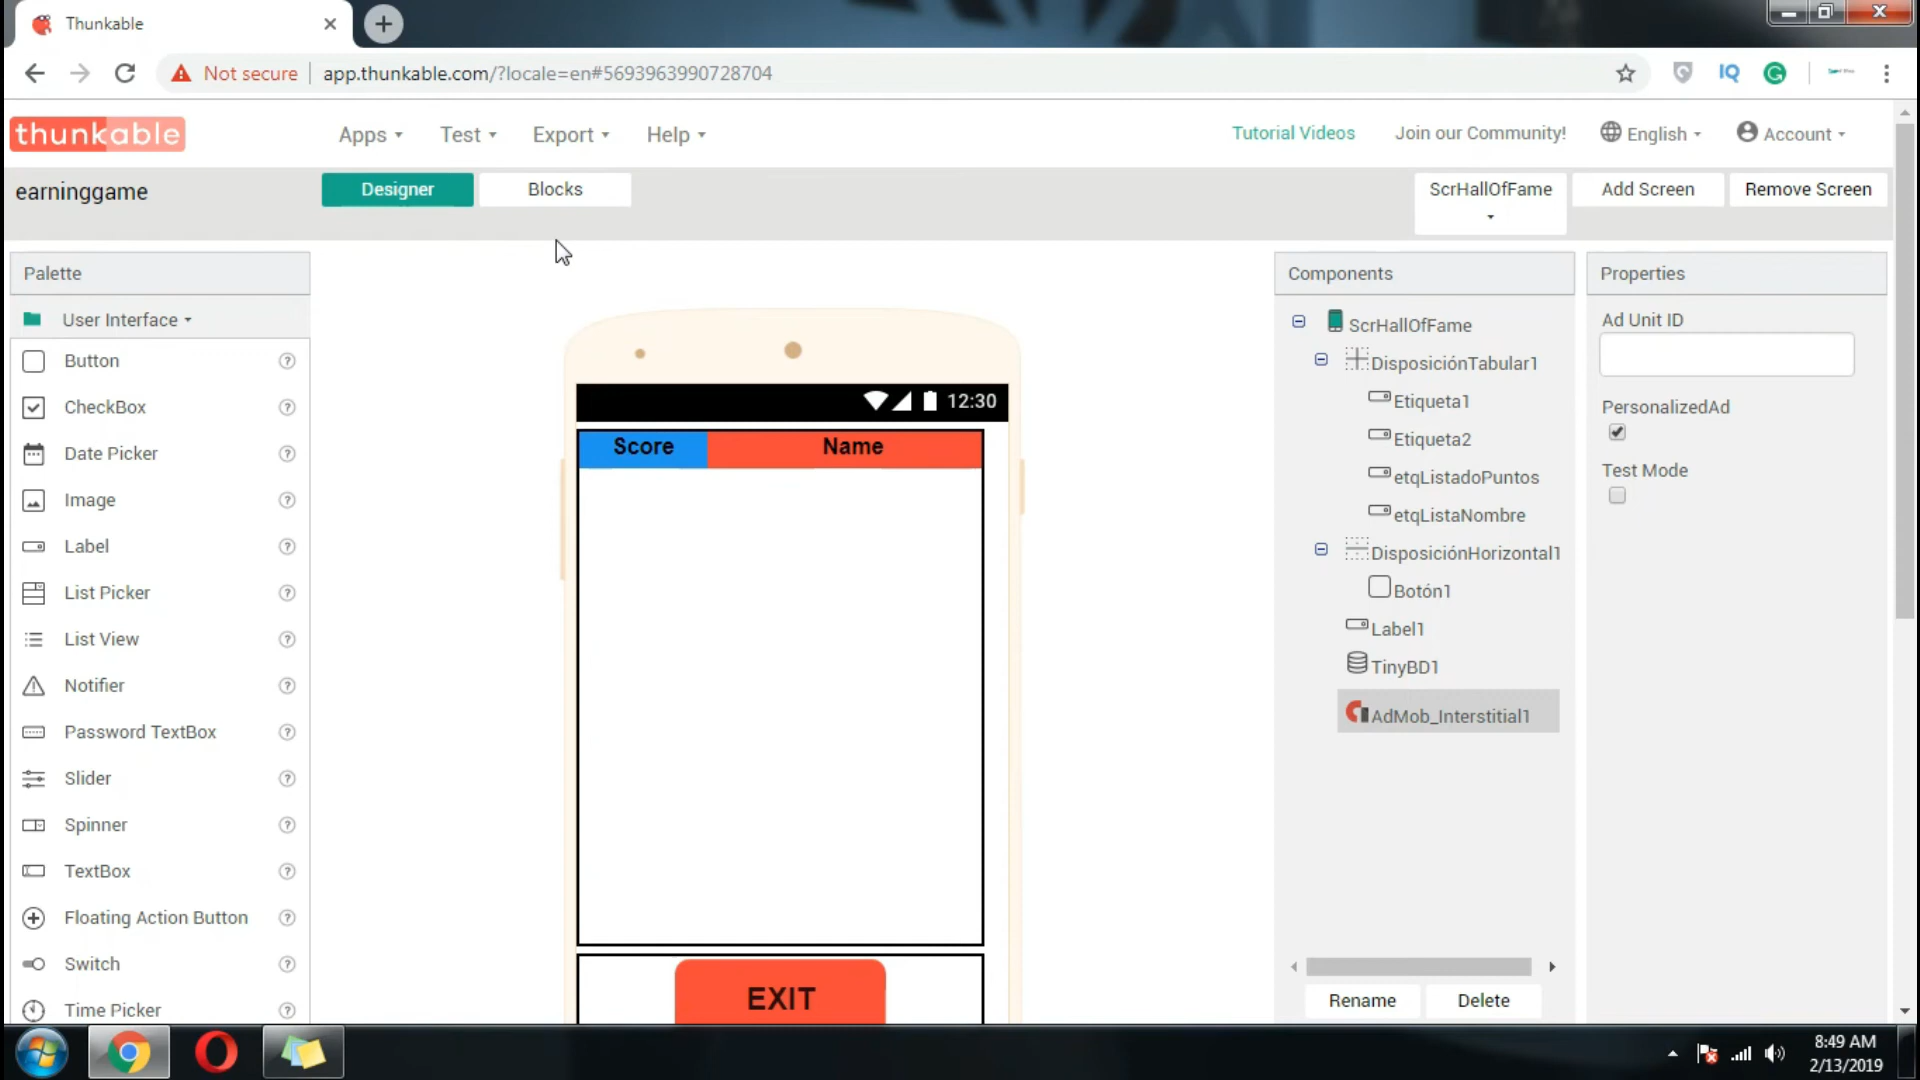 Thunkable
Not secure
app.thunkable.com/?locale=en#5693963990728704
IQ
G
thunkable
Apps
Test
Export
Help
Tutorial Videos
Join our Community!
English
Account
earninggame
Designer
Blocks
ScrHallOfFame
Add Screen
Remove Screen
Palette
User Interface
Button
CheckBox
Date Picker
Image
Label
List Picker
List View
Notifier
Password TextBox
Slider
Spinner
TextBox
Floating Action Button
Switch
Time Picker
12:30
Score
Name
EXIT
Components
ScrHallOfFame
DisposiciónTabular1
Etiqueta1
Etiqueta2
etqListadoPuntos
etqListaNombre
DisposiciónHorizontal1
Botón1
Label1
TinyBD1
AdMob_Interstitial1
Rename
Delete
Properties
Ad Unit ID
PersonalizedAd
Test Mode
8:49 AM
2/13/2019